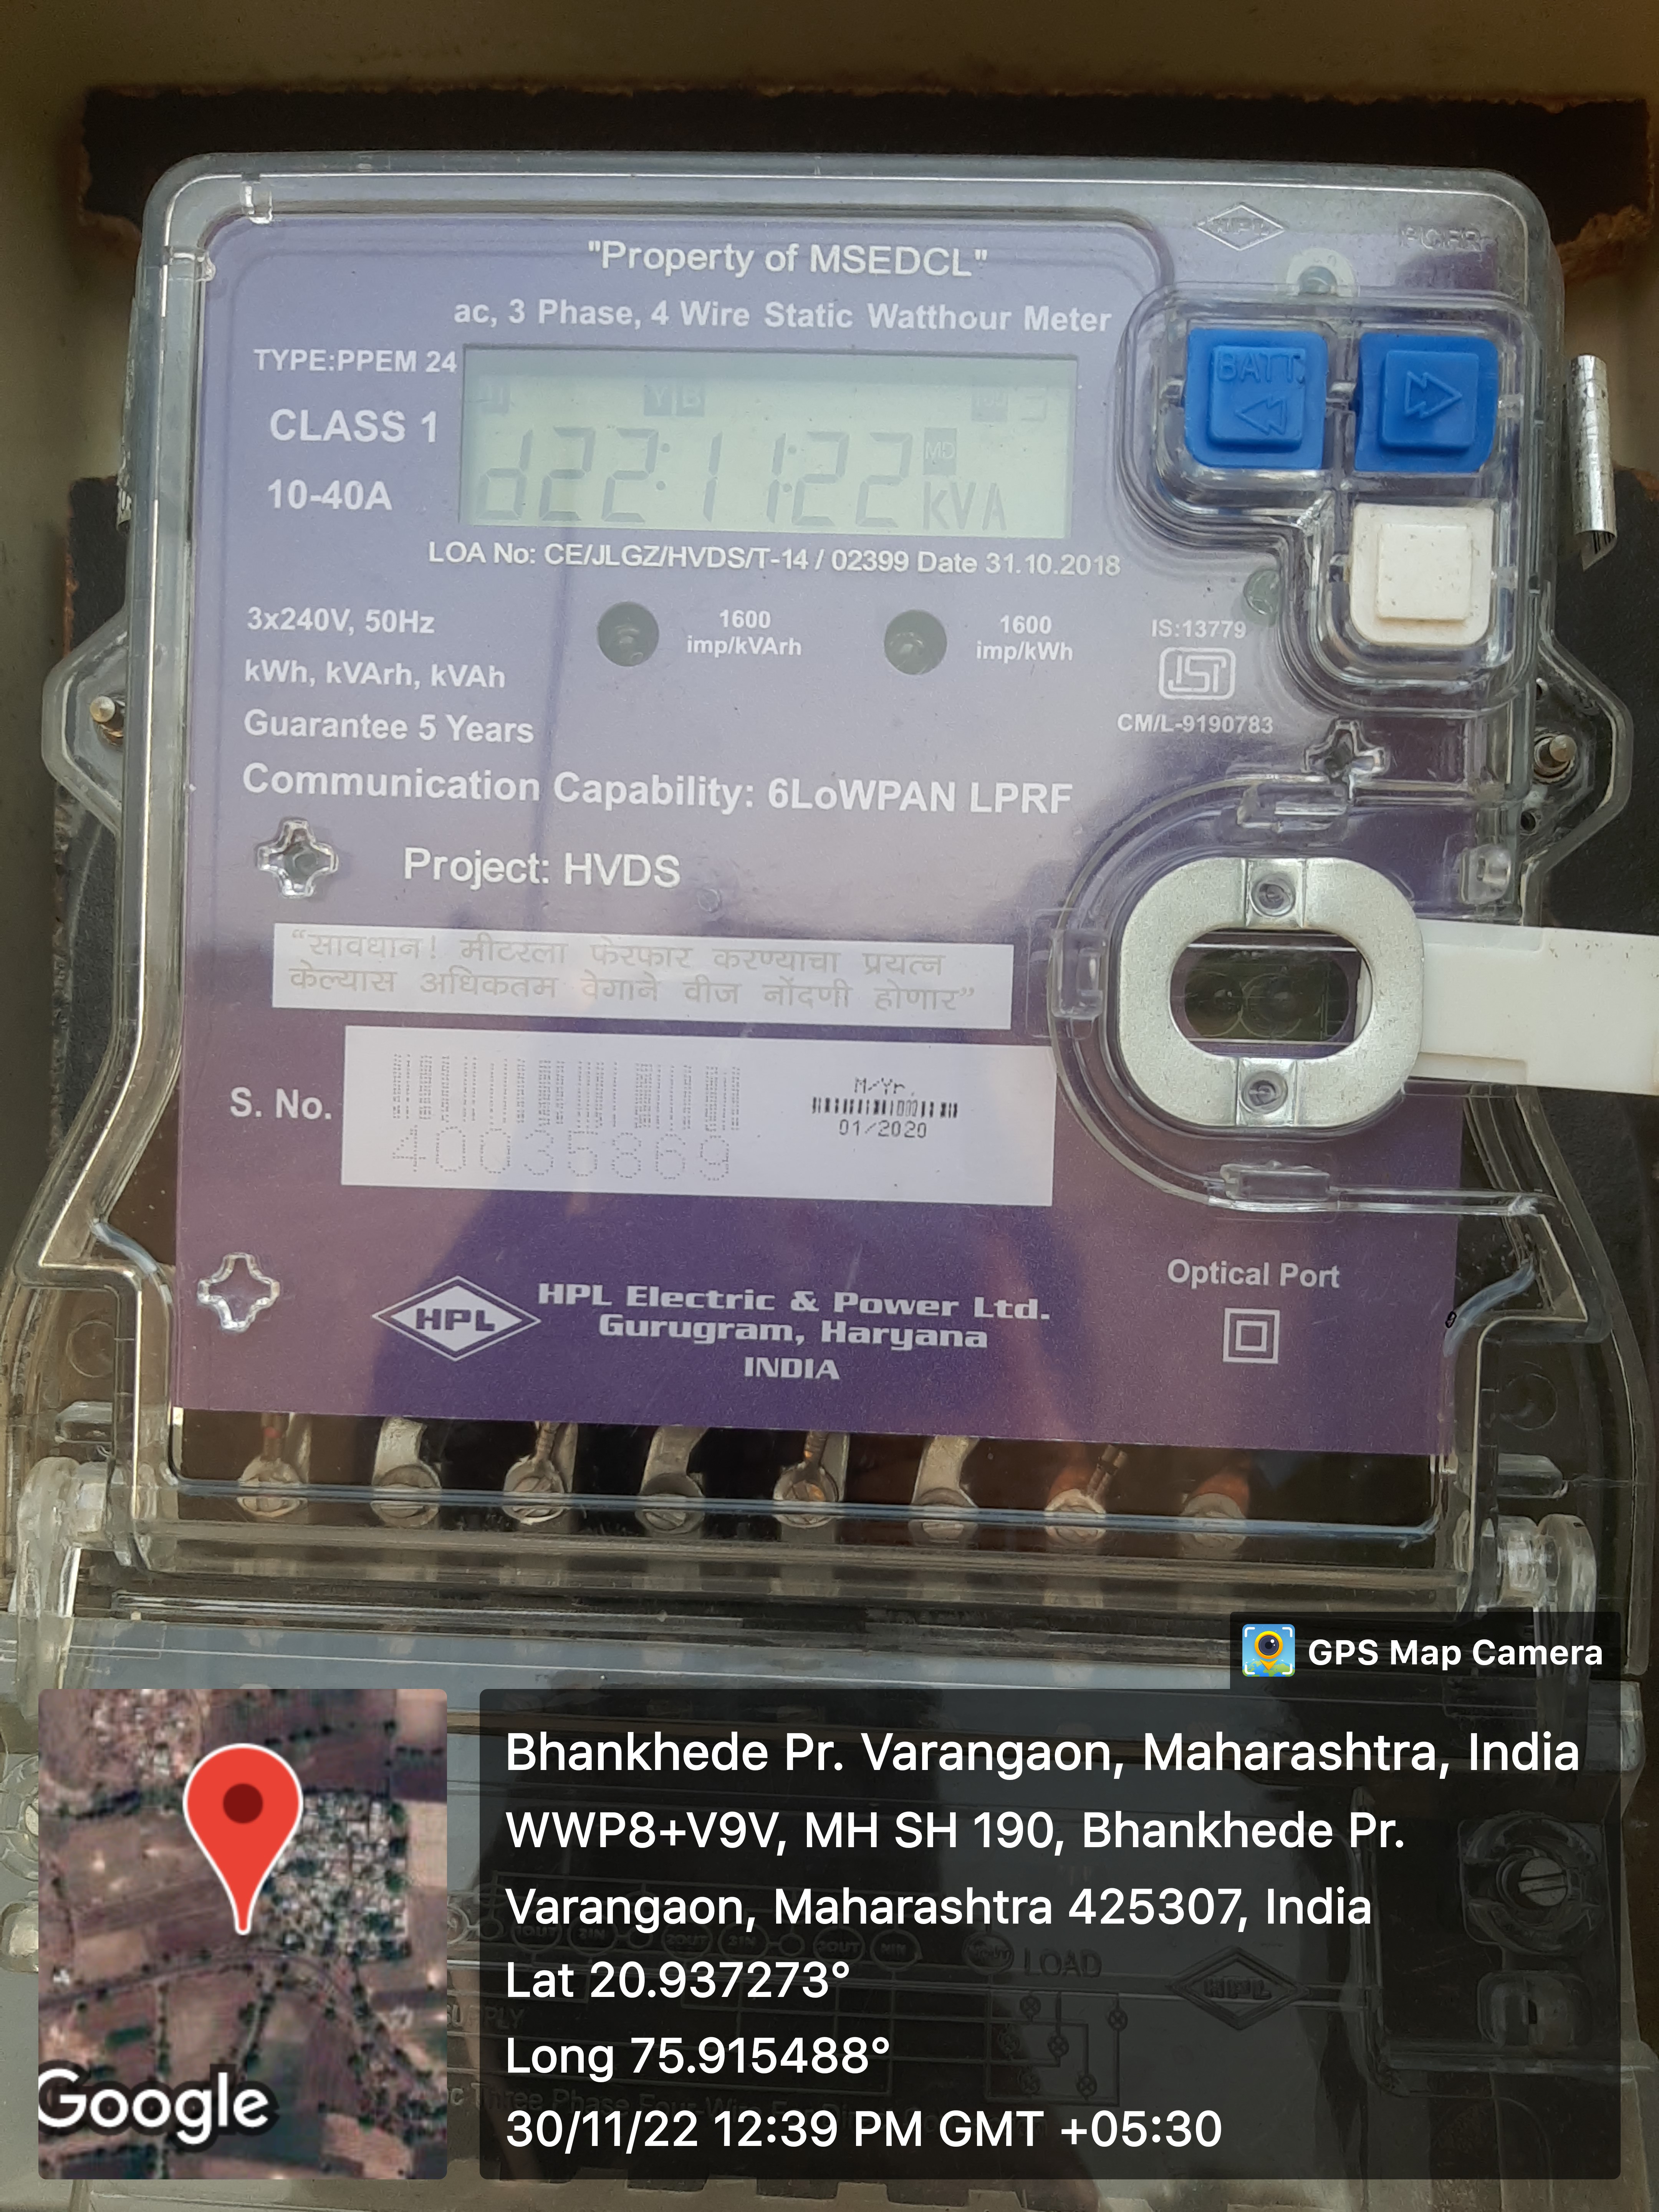 "Property of MSEDCL"
ac, 3 Phase, 4 Wire Static Watthour Meter
TYPE:PPEM 24
CLASS 1
10-40A
BATT.
Y B
d22:11:22 MD kVA
LOA No: CE/JLGZ/HVDS/T-14 / 02399 Date 31.10.2018
3x240V, 50Hz
1600
imp/kVArh
1600
imp/kWh
IS:13779
ISI
CM/L-9190783
kWh, kVArh, kVAh
Guarantee 5 Years
Communication Capability: 6LoWPAN LPRF
Project: HVDS
“सावधान! मीटरला फेरफार करण्याचा प्रयत्न
केल्यास अधिकतम वेगाने वीज नोंदणी होणार”
S. No.
40035869
M/Yr.
01/2020
Optical Port
HPL
HPL Electric & Power Ltd.
Gurugram, Haryana
INDIA
GPS Map Camera
Bhankhede Pr. Varangaon, Maharashtra, India
WWP8+V9V, MH SH 190, Bhankhede Pr.
Varangaon, Maharashtra 425307, India
LOAD
HPL
Lat 20.937273°
Long 75.915488°
30/11/22 12:39 PM GMT +05:30
Google